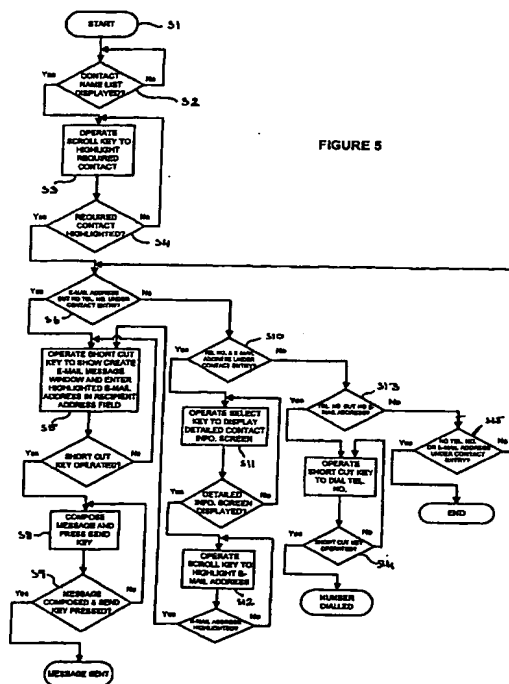 START
S1
Yes
CONTACT
NAME LIST
DISPLAYED?
No
S2
OPERATE
SCROLL KEY TO
HIGHLIGHT
REQUIRED
CONTACT
S3
FIGURE 5
Yes
REQUIRED
CONTACT
HIGHLIGHTED?
No
S4
Yes
E-MAIL ADDRESS
BUT NO TEL. NO. UNDER
CONTACT ENTRY?
No
S6
OPERATE SHORT CUT
KEY TO SHOW CREATE
E-MAIL MESSAGE
WINDOW AND ENTER
HIGHLIGHTED E-MAIL
ADDRESS IN RECIPIENT
ADDRESS FIELD
Yes
TEL NO. & E-MAIL
ADDRESS UNDER
CONTACT ENTRY?
No
S10
OPERATE SELECT
KEY TO DISPLAY
DETAILED CONTACT
INFO. SCREEN
S11
Yes
TEL NO BUT NO E-
MAIL ADDRESS?
No
S13
Yes
NO TEL. NO.
OR E-MAIL ADDRESS
UNDER CONTACT
ENTRY?
No
S15
END
Yes
SHORT CUT
KEY OPERATED?
No
Yes
DETAILED
INFO. SCREEN
DISPLAYED?
No
OPERATE
SHORT CUT KEY
TO DIAL TEL.
NO.
Yes
SHORT CUT KEY
OPERATED?
No
S14
COMPOSE
MESSAGE AND
PRESS SEND
KEY
S8
OPERATE
SCROLL KEY TO
HIGHLIGHT E-
MAIL ADDRESS
S12
NUMBER
DIALLED
Yes
MESSAGE
COMPOSED & SEND
KEY PRESSED?
No
S9
Yes
E-MAIL ADDRESS
HIGHLIGHTED?
No
MESSAGE SENT